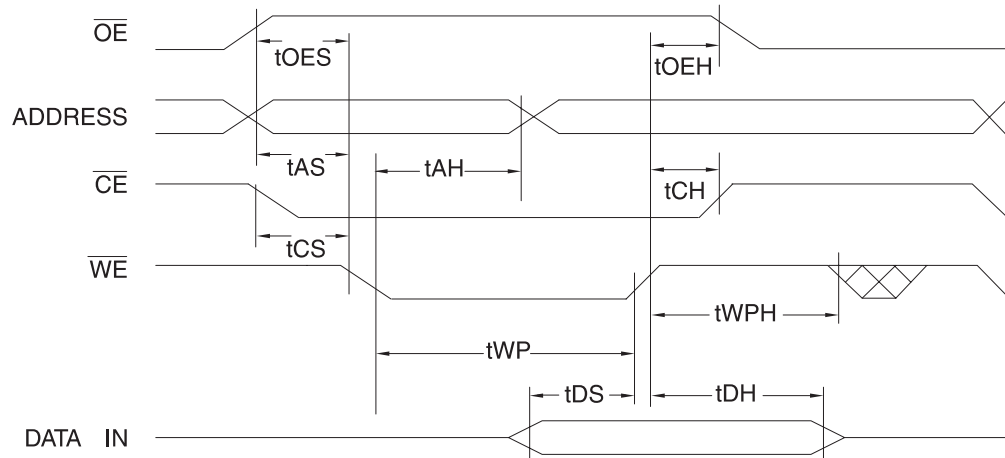 OE
tOES
tOEH
ADDRESS
tAS
tAH
tCH
CE
tCS
WE
tWPH
tWP
tDS
tDH
DATA IN